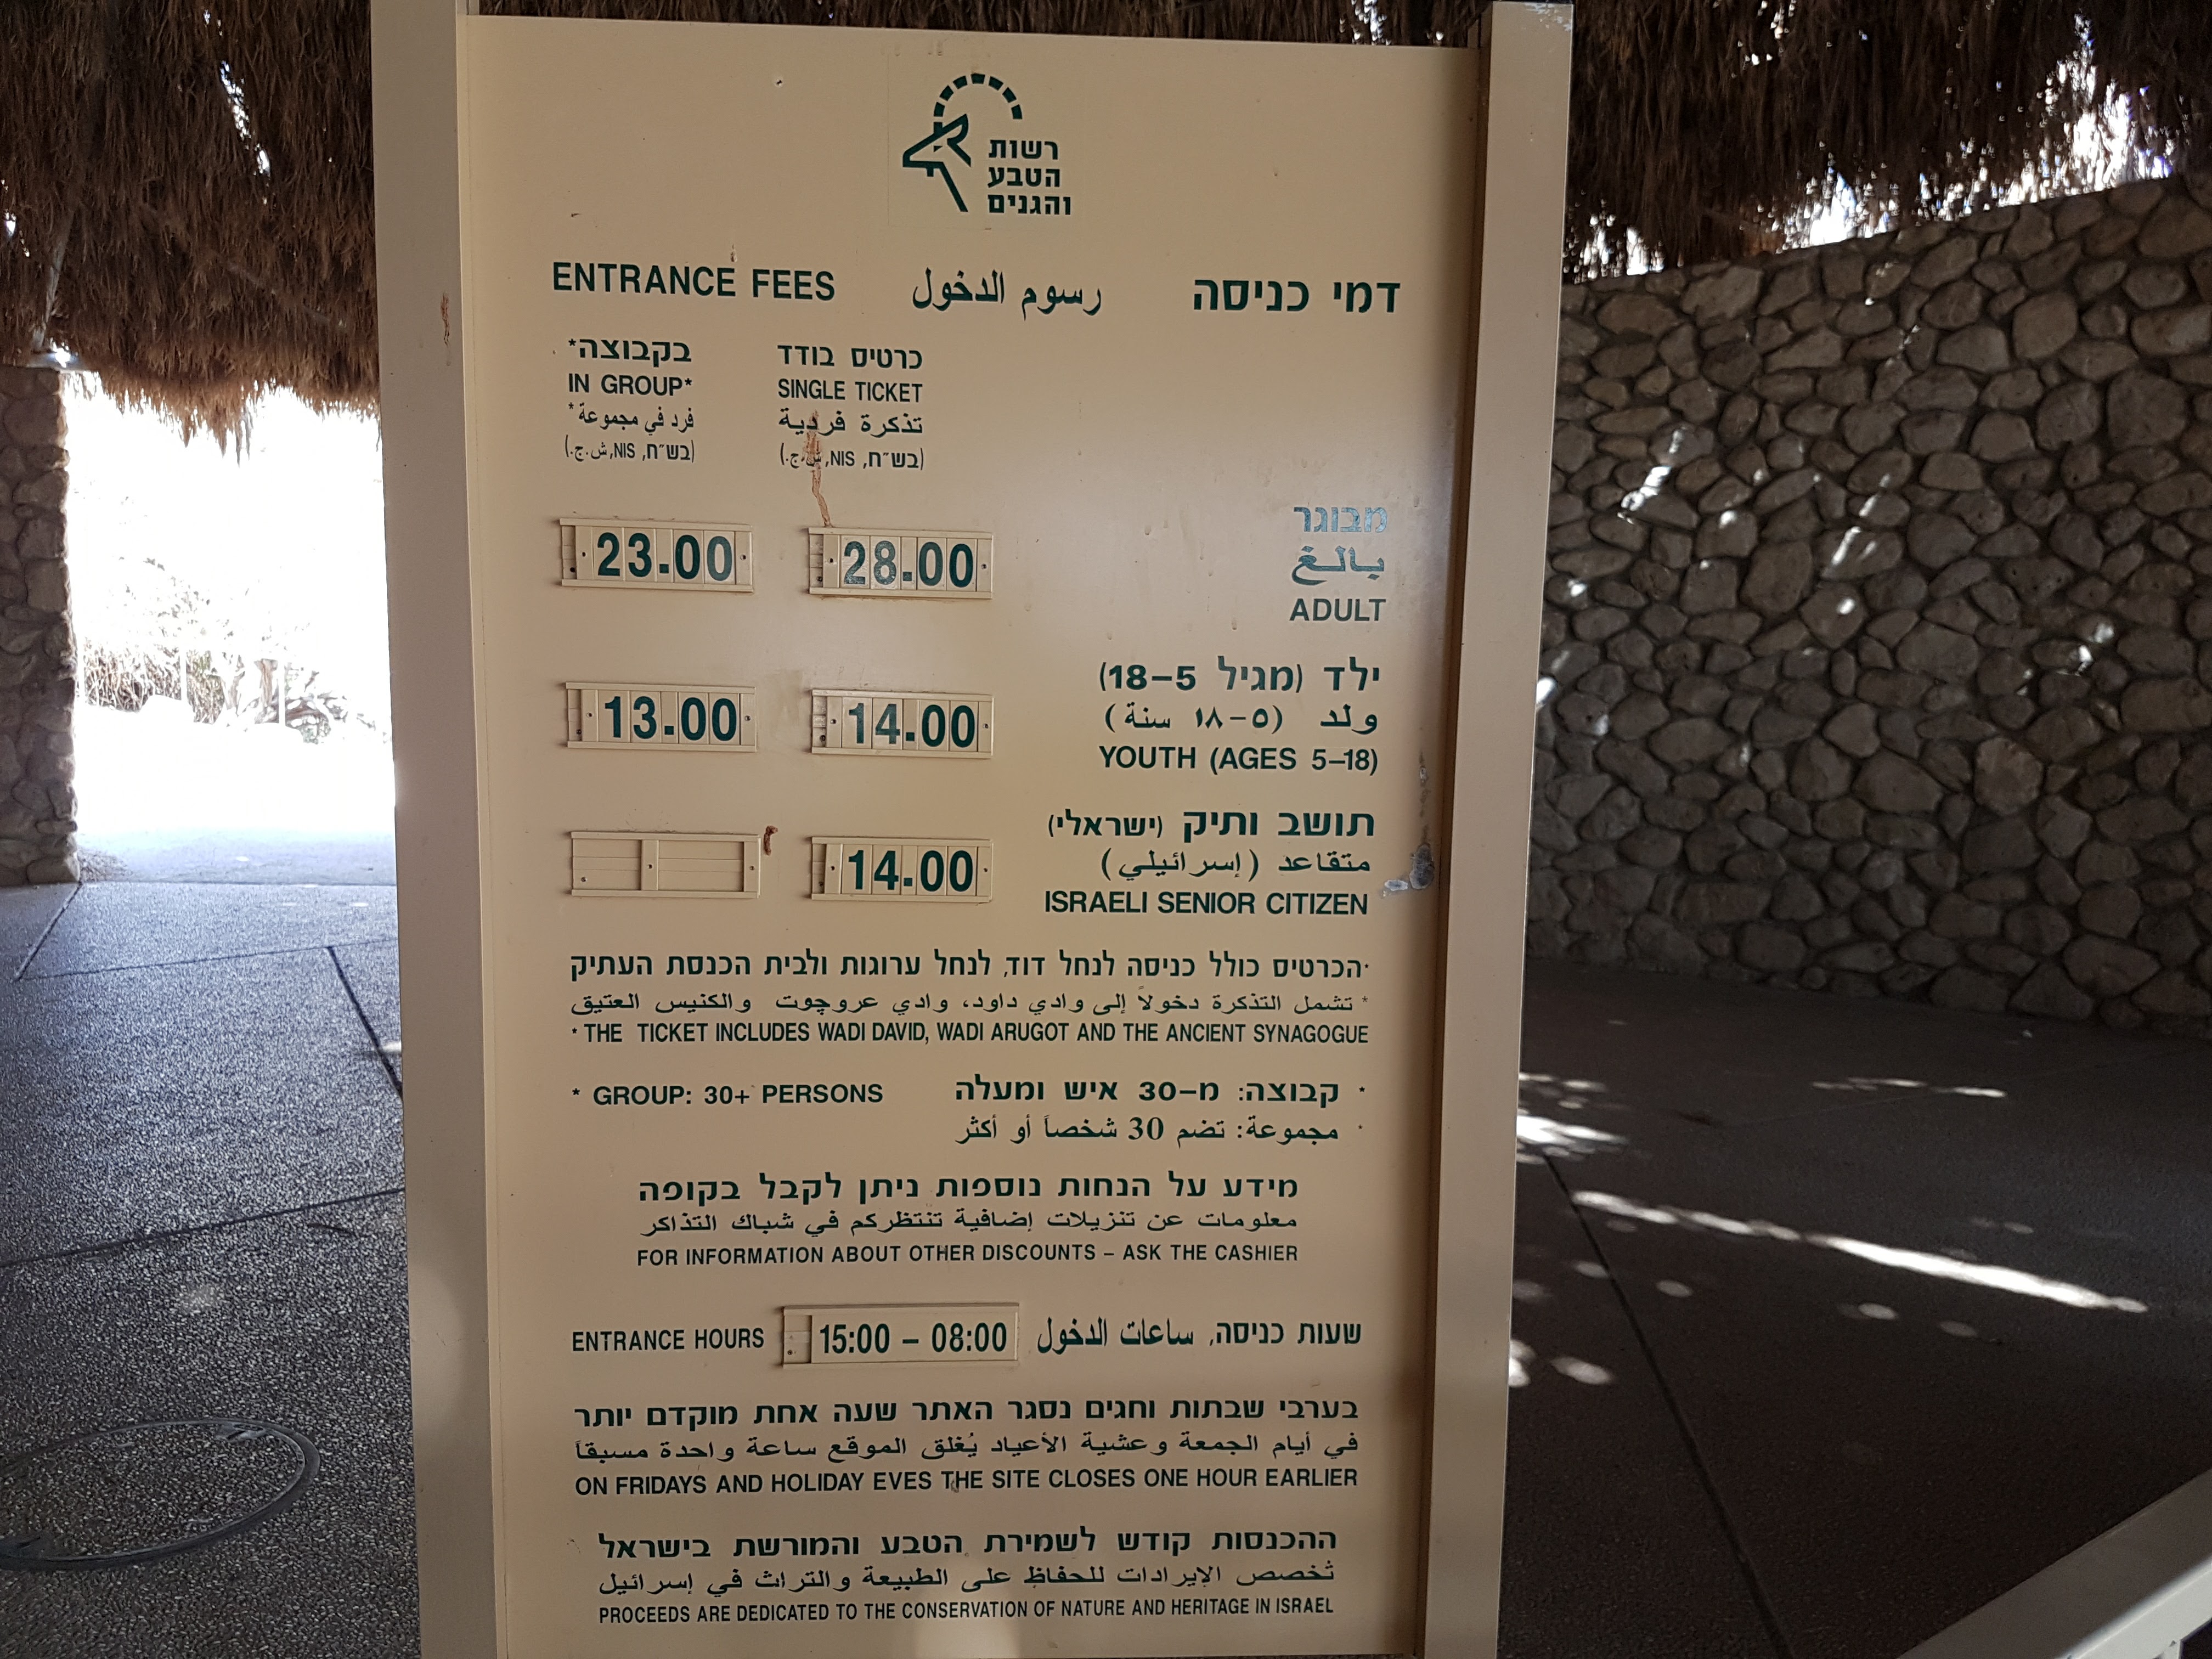 רשות
הטבע
והגנים
ENTRANCE FEES رسوم الدخول דמי כניסה
בקבוצה*
IN GROUP*
فرد في مجموعة*
(בש״ח, NIS, ش.ج.)
כרטיס בודד
SINGLE TICKET
تذكرة فردية
(בש״ח, NIS, ش.ج.)
23.00 28.00
מבוגר
بالغ
ADULT
13.00 14.00
ילד (מגיל 5–18)
ولد (٥-١٨ سنة)
YOUTH (AGES 5–18)
14.00
תושב ותיק (ישראלי)
متقاعد (إسرائيلي)
ISRAELI SENIOR CITIZEN
*הכרטיס כולל כניסה לנחל דוד, לנחל ערוגות ולבית הכנסת העתיק
* تشمل التذكرة دخولاً إلى وادي داود، وادي عروچوت والكنيس العتيق
* THE TICKET INCLUDES WADI DAVID, WADI ARUGOT AND THE ANCIENT SYNAGOGUE
* GROUP: 30+ PERSONS
* קבוצה: מ–30 איש ומעלה
* مجموعة: تضم 30 شخصاً أو أكثر
מידע על הנחות נוספות ניתן לקבל בקופה
معلومات عن تنزيلات إضافية تنتظركم في شباك التذاكر
FOR INFORMATION ABOUT OTHER DISCOUNTS – ASK THE CASHIER
ENTRANCE HOURS 15:00 – 08:00 שעות כניסה, ساعات الدخول
בערבי שבתות וחגים נסגר האתר שעה אחת מוקדם יותר
في أيام الجمعة وعشية الأعياد يُغلق الموقع ساعة واحدة مسبقاً
ON FRIDAYS AND HOLIDAY EVES THE SITE CLOSES ONE HOUR EARLIER
ההכנסות קודש לשמירת הטבע והמורשת בישראל
تُخصص الإيرادات للحفاظ على الطبيعة والتراث في إسرائيل
PROCEEDS ARE DEDICATED TO THE CONSERVATION OF NATURE AND HERITAGE IN ISRAEL